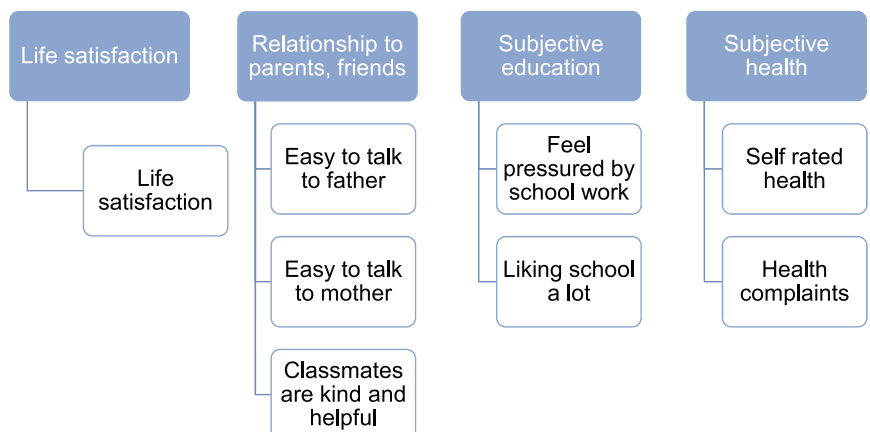 Life satisfaction
Life
satisfaction
Relationship to
parents, friends
Easy to talk
to father
Easy to talk
to mother
Classmates
are kind and
helpful
Subjective
education
Feel
pressured by
school work
Liking school
a lot
Subjective
health
Self rated
health
Health
complaints